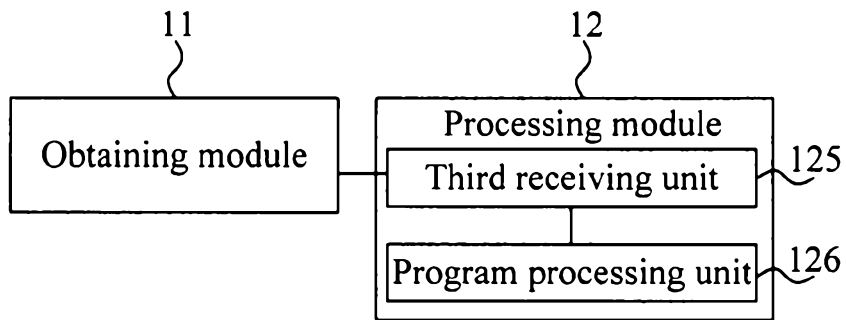 11
12
Obtaining module
Processing module
Third receiving unit
125
Program processing unit
126